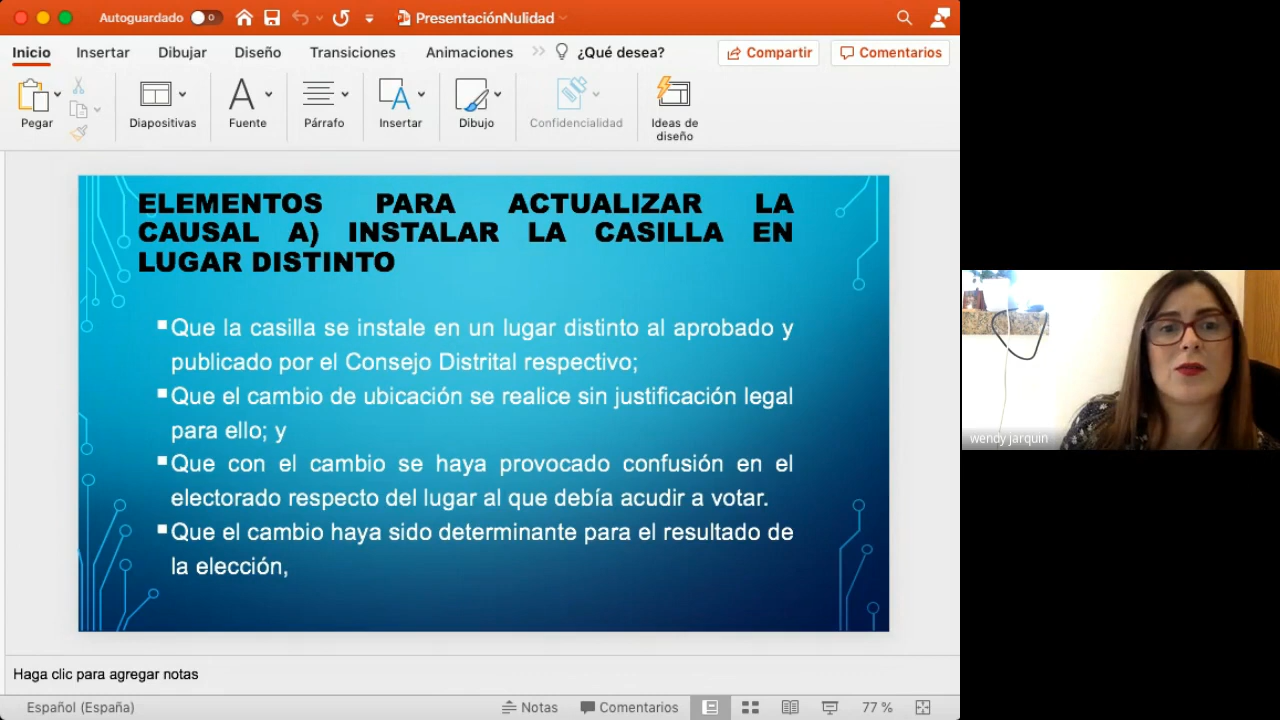 Autoguardado
PresentaciónNulidad
Inicio
Insertar
Dibujar
Diseño
Transiciones
Animaciones
¿Qué desea?
Compartir
Comentarios
Pegar
Diapositivas
Fuente
Párrafo
Insertar
Dibujo
Confidencialidad
Ideas de
diseño
ELEMENTOS PARA ACTUALIZAR LA
CAUSAL A) INSTALAR LA CASILLA EN
LUGAR DISTINTO
Que la casilla se instale en un lugar distinto al aprobado y
publicado por el Consejo Distrital respectivo;
Que el cambio de ubicación se realice sin justificación legal
para ello; y
Que con el cambio se haya provocado confusión en el
electorado respecto del lugar al que debía acudir a votar.
Que el cambio haya sido determinante para el resultado de
la elección,
wendy jarquin
Haga clic para agregar notas
Español (España)
Notas
Comentarios
77 %